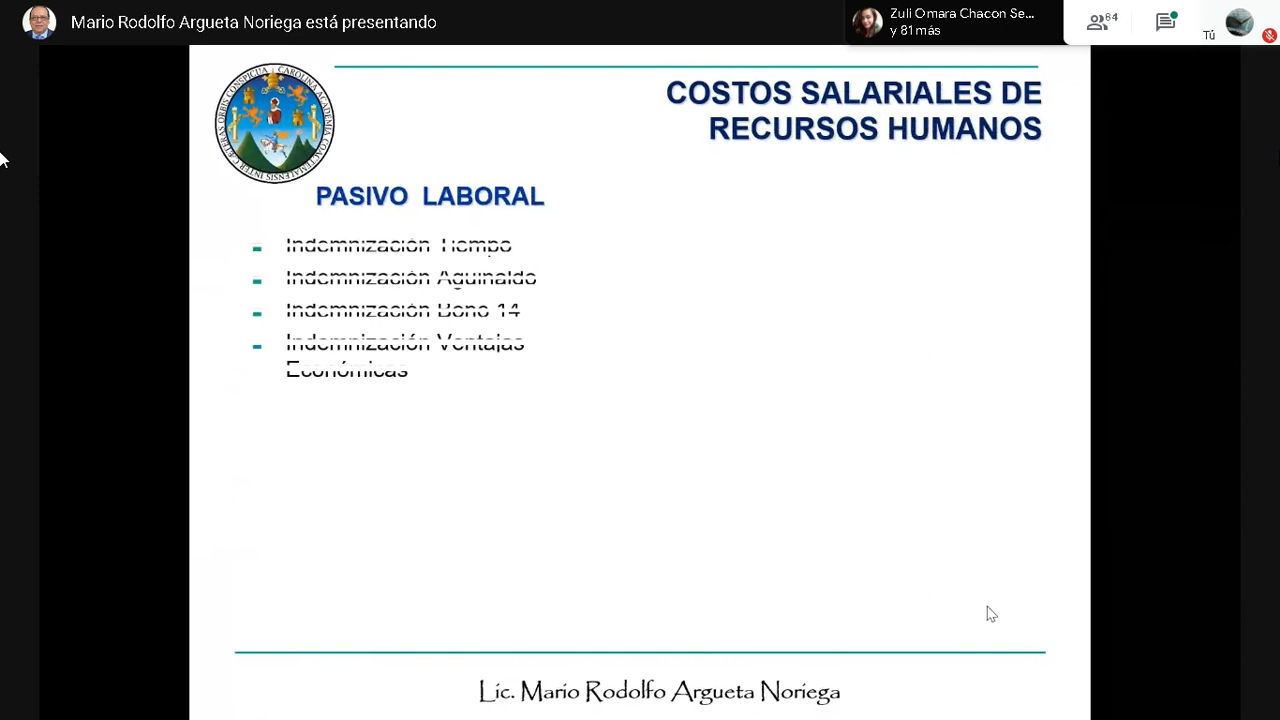 Mario Rodolfo Argueta Noriega está presentando
Zuli Omara Chacon Se...
y 81 más
84
Tú
COSTOS SALARIALES DE
RECURSOS HUMANOS
PASIVO LABORAL
- Indemnización Tiempo
- Indemnización Aguinaldo
- Indemnización Bono 14
- Indemnización Ventajas
Económicas
Lic. Mario Rodolfo Argueta Noriega